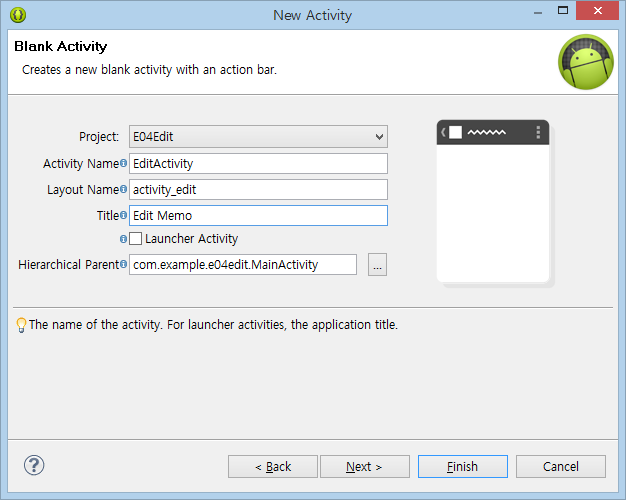 New Activity
Blank Activity
Creates a new blank activity with an action bar.
Project: E04Edit
Activity Name EditActivity
Layout Name activity_edit
Title Edit Memo
Launcher Activity
Hierarchical Parent com.example.e04edit.MainActivity ...
The name of the activity. For launcher activities, the application title.
? < Back Next > Finish Cancel